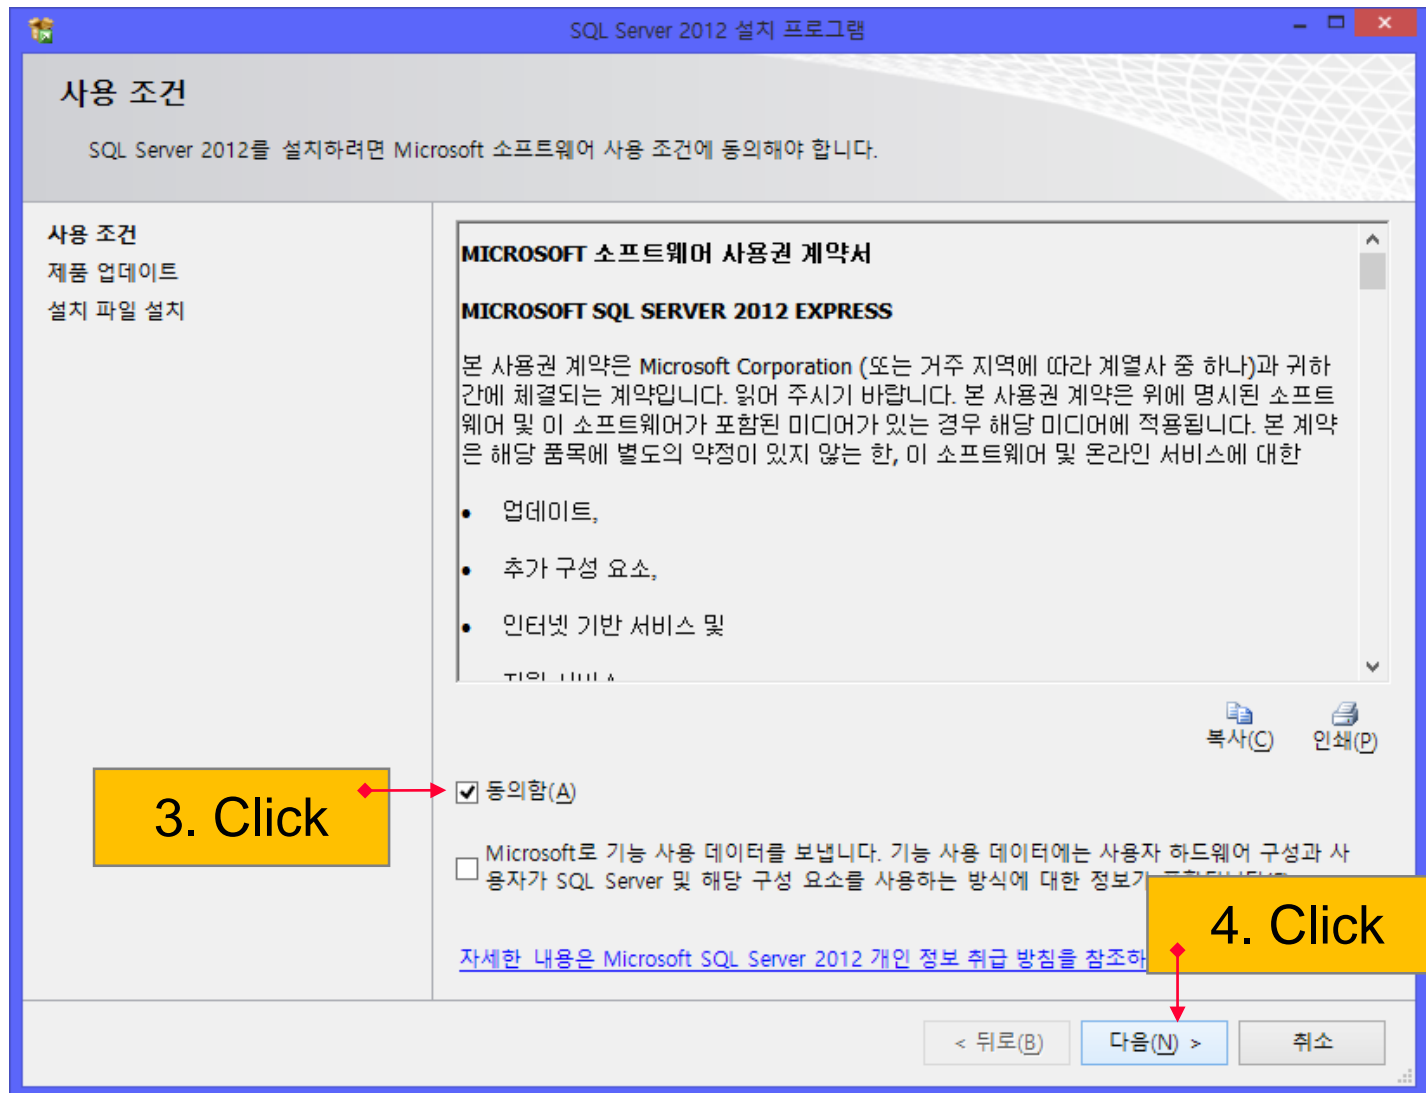 SQL Server 2012 설치 프로그램
사용 조건
SQL Server 2012를 설치하려면 Microsoft 소프트웨어 사용 조건에 동의해야 합니다.
사용 조건
제품 업데이트
설치 파일 설치
MICROSOFT 소프트웨어 사용권 계약서
MICROSOFT SQL SERVER 2012 EXPRESS
본 사용권 계약은 Microsoft Corporation (또는 거주 지역에 따라 계열사 중 하나)과 귀하
간에 체결되는 계약입니다. 읽어 주시기 바랍니다. 본 사용권 계약은 위에 명시된 소프트
웨어 및 이 소프트웨어가 포함된 미디어가 있는 경우 해당 미디어에 적용됩니다. 본 계약
은 해당 품목에 별도의 약정이 있지 않는 한, 이 소프트웨어 및 온라인 서비스에 대한
• 업데이트,
• 추가 구성 요소,
• 인터넷 기반 서비스 및
복사(C) 인쇄(P)
3. Click
동의함(A)
Microsoft로 기능 사용 데이터를 보냅니다. 기능 사용 데이터에는 사용자 하드웨어 구성과 사
용자가 SQL Server 및 해당 구성 요소를 사용하는 방식에 대한 정보가
4. Click
자세한 내용은 Microsoft SQL Server 2012 개인 정보 취급 방침을 참조하
< 뒤로(B) 다음(N) > 취소